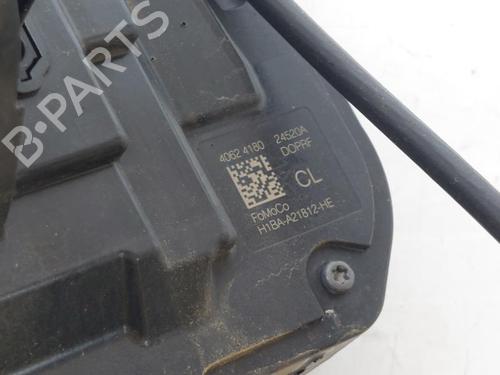 B-PARTS
4062 4180 24520A
DOPRF
CL
FoMoCo
H1BA-A21812-HE